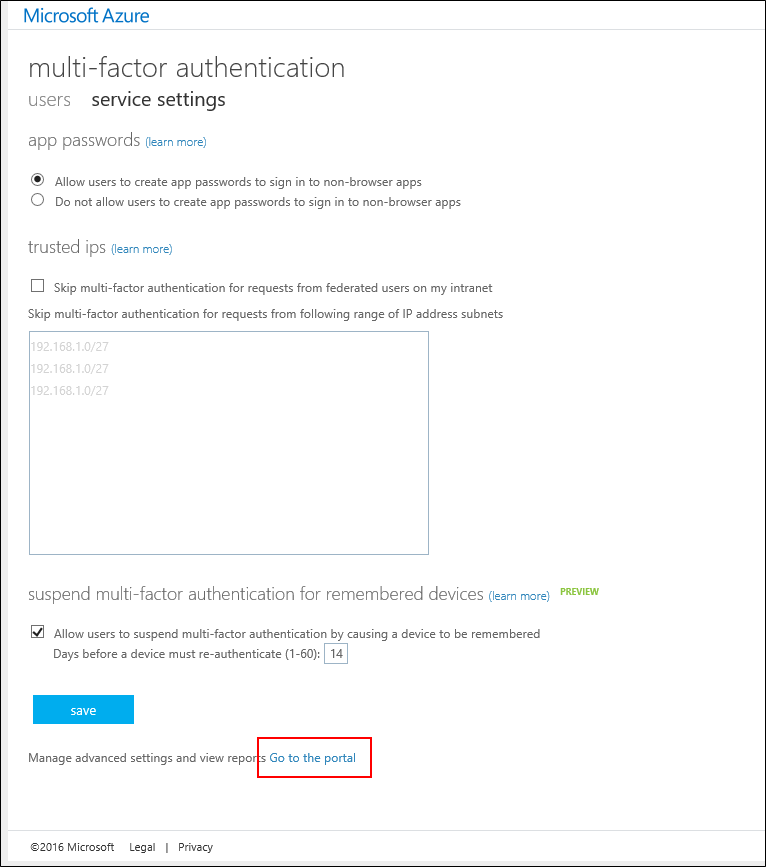 Microsoft Azure
multi-factor authentication
users service settings
app passwords (learn more)
Allow users to create app passwords to sign in to non-browser apps
Do not allow users to create app passwords to sign in to non-browser apps
trusted ips (learn more)
Skip multi-factor authentication for requests from federated users on my intranet
Skip multi-factor authentication for requests from following range of IP address subnets
192.168.1.0/27
192.168.1.0/27
192.168.1.0/27
suspend multi-factor authentication for remembered devices (learn more) PREVIEW
Allow users to suspend multi-factor authentication by causing a device to be remembered
Days before a device must re-authenticate (1-60): 14
save
Manage advanced settings and view reports Go to the portal
©2016 Microsoft Legal | Privacy